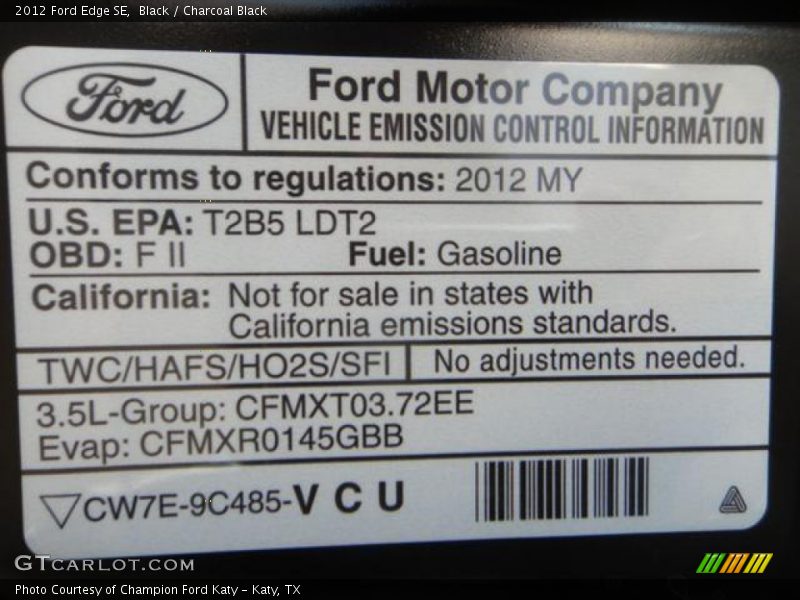 2012 Ford Edge SE, Black / Charcoal Black
Ford
Ford Motor Company
VEHICLE EMISSION CONTROL INFORMATION
Conforms to regulations: 2012 MY
U.S. EPA: T2B5 LDT2
OBD: F II Fuel: Gasoline
California: Not for sale in states with
California emissions standards.
TWC/HAFS/HO2S/SFI No adjustments needed.
3.5L-Group: CFMXT03.72EE
Evap: CFMXR0145GBB
CW7E-9C485-V C U
GTCARLOT.COM
Photo Courtesy of Champion Ford Katy - Katy, TX